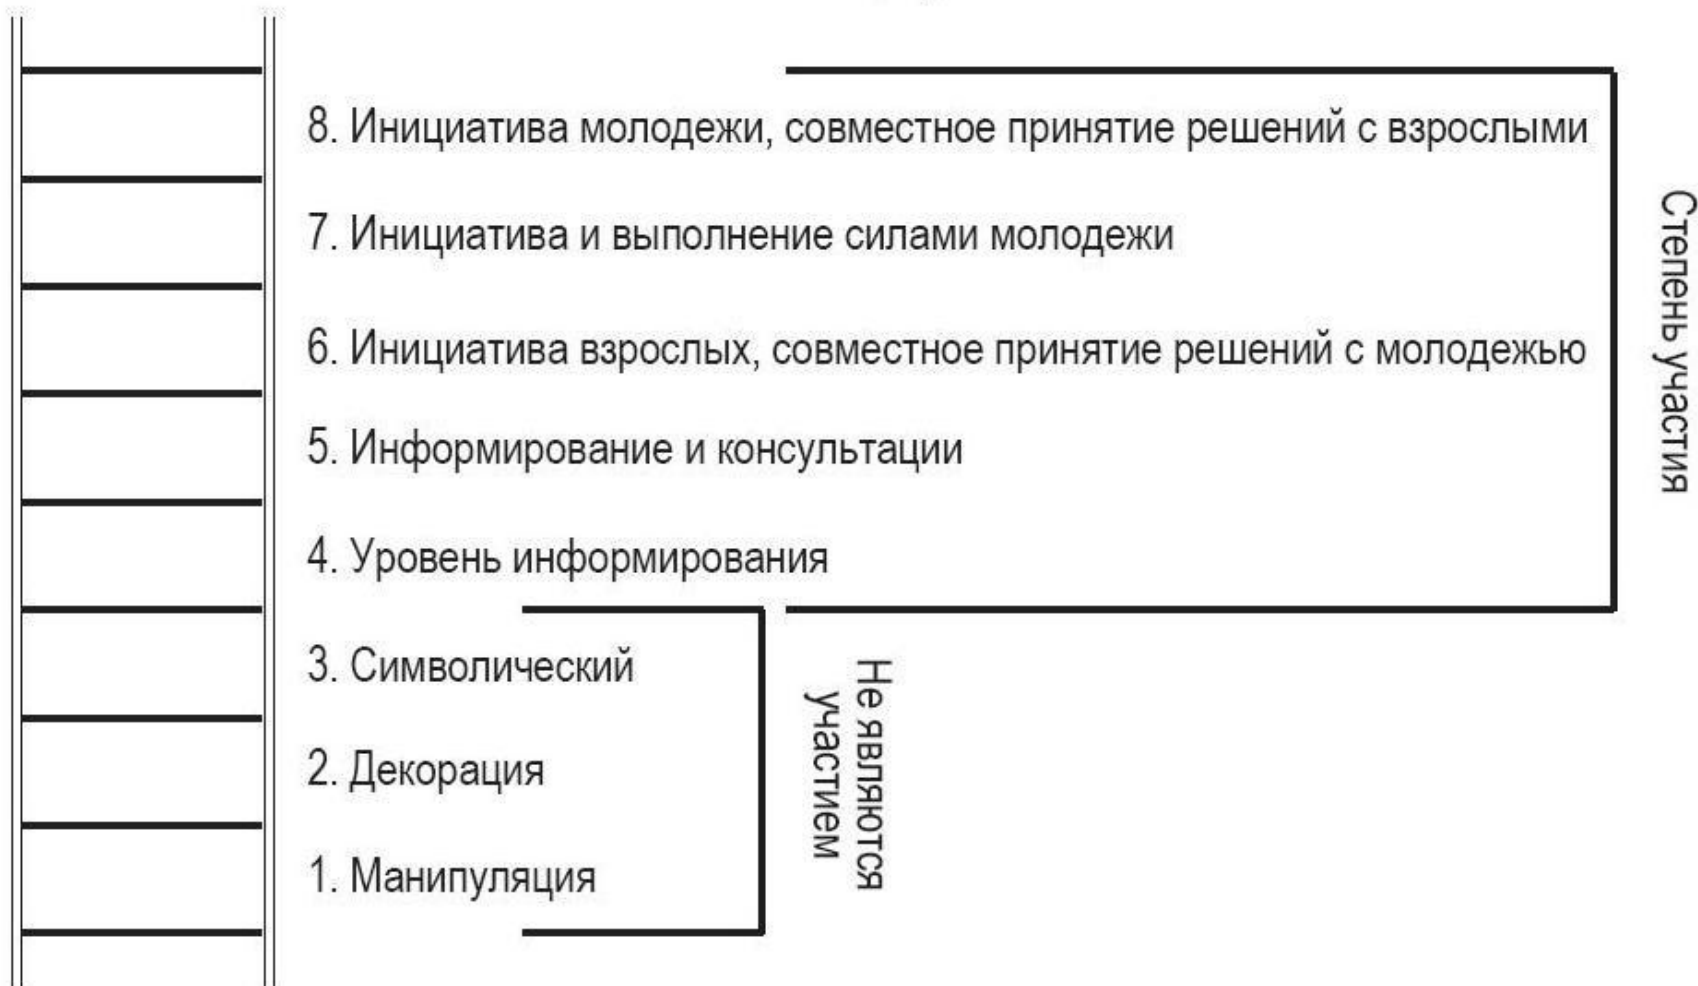 8. Инициатива молодежи, совместное принятие решений с взрослыми
7. Инициатива и выполнение силами молодежи
6. Инициатива взрослых, совместное принятие решений с молодежью
5. Информирование и консультации
4. Уровень информирования
Степень участия
3. Символический
2. Декорация
1. Манипуляция
Не являются
участием